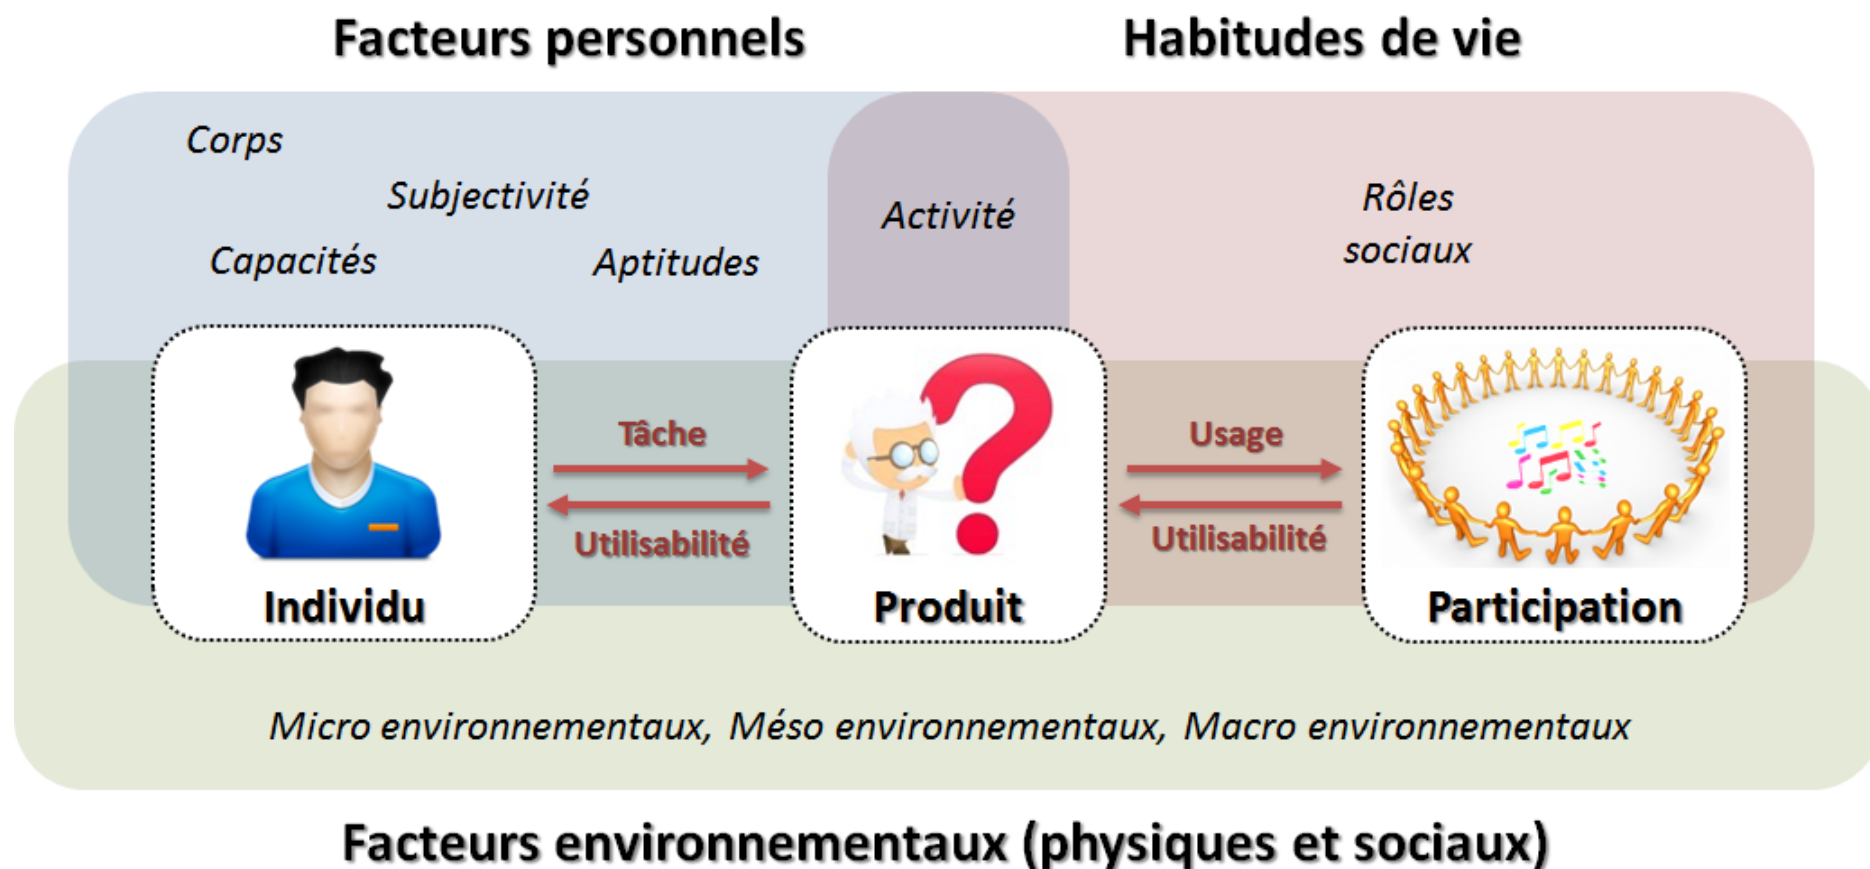 Facteurs personnels
Habitudes de vie
Corps
Subjectivité
Capacités
Aptitudes
Activité
Rôles
sociaux
Tâche
Utilisabilité
Usage
Utilisabilité
Individu
Produit
Participation
Micro environnementaux, Méso environnementaux, Macro environnementaux
Facteurs environnementaux (physiques et sociaux)